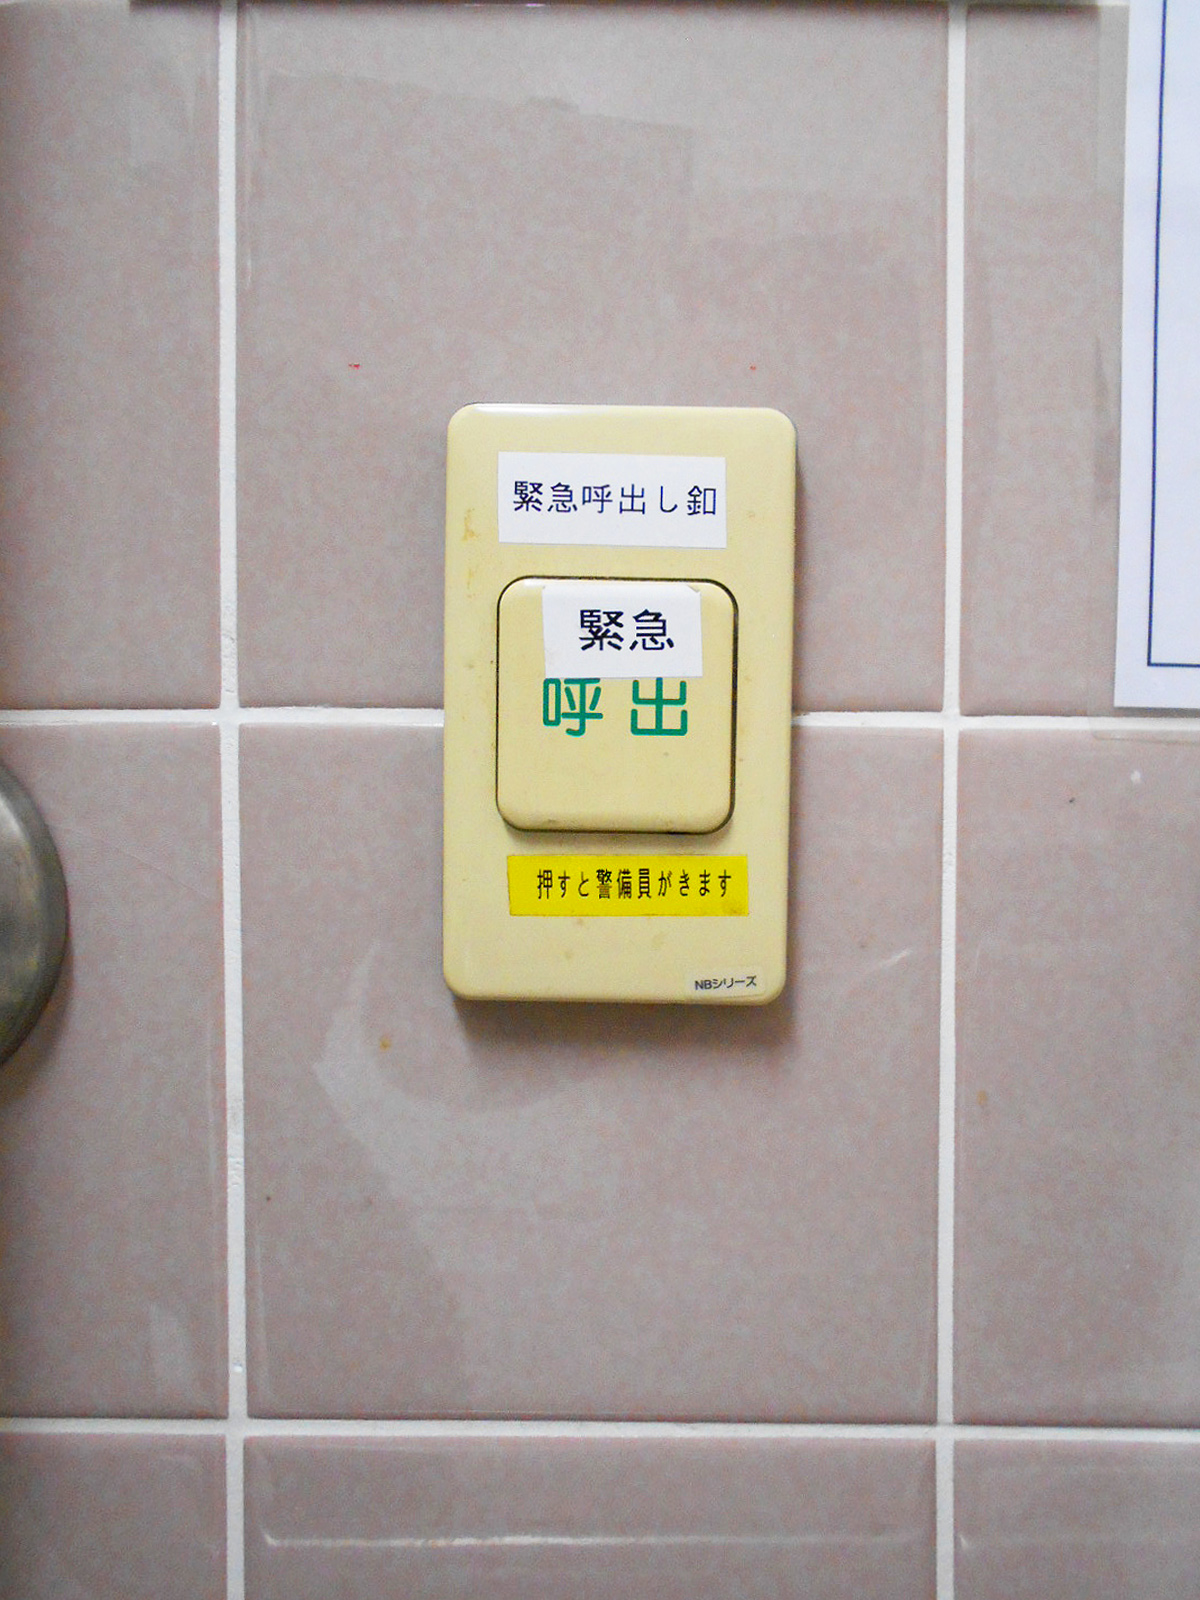 緊急呼出し釦
緊急
呼出
押すと警備員がきます
NBシリーズ